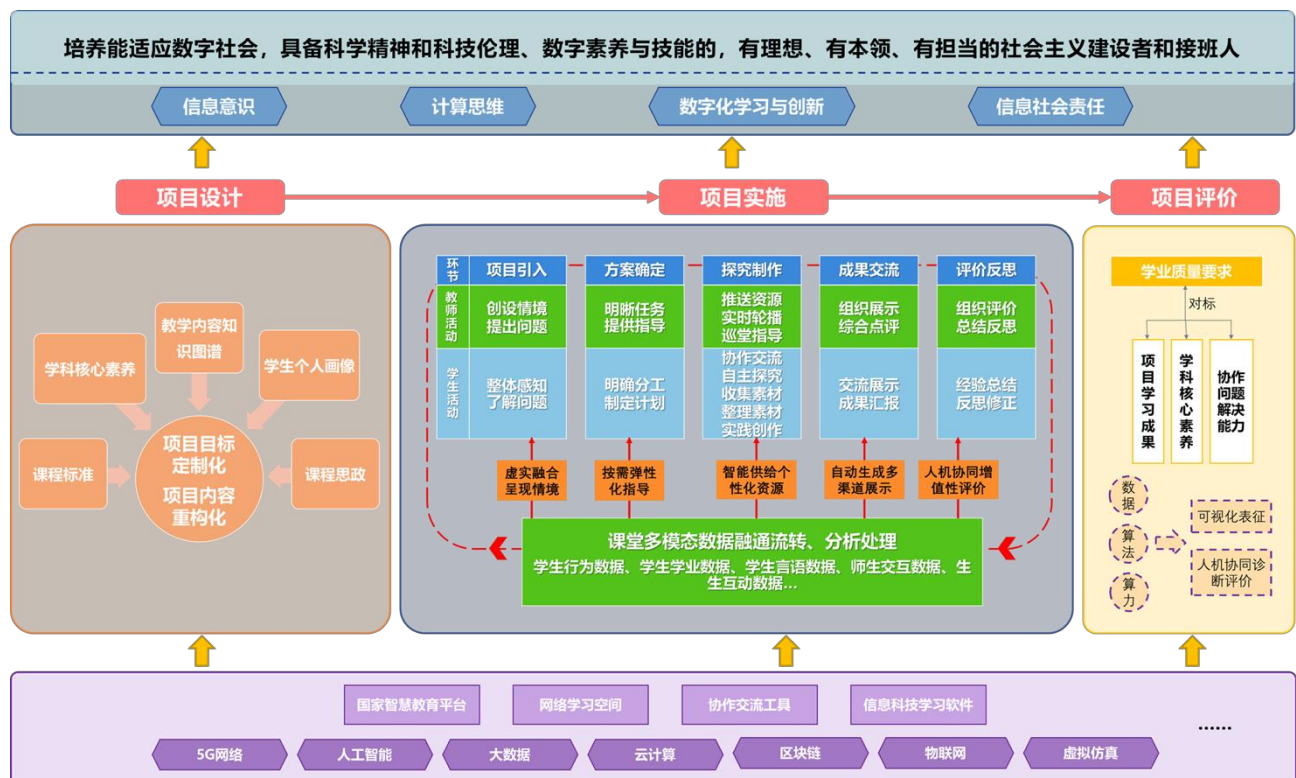 培养能适应数字社会，具备科学精神和科技伦理、数字素养与技能的，有理想、有本领、有担当的社会主义建设者和接班人
信息意识
计算思维
数字化学习与创新
信息社会责任
项目设计
项目实施
项目评价
学科核心素养
教学内容知
识图谱
学生个人画像
课程标准
课程思政
项目目标
定制化
项目内容
重构化
环节
项目引入
方案确定
探究制作
成果交流
评价反思
教师活动
创设情境
提出问题
明晰任务
提供指导
推送资源
实时轮播
巡堂指导
组织展示
综合点评
组织评价
总结反思
学生活动
整体感知
了解问题
明确分工
制定计划
协作交流
自主探究
收集素材
整理素材
实践创作
交流展示
成果汇报
经验总结
反思修正
虚实融合
呈现情境
按需弹性
化指导
智能供给个
性化资源
自动生成多
渠道展示
人机协同增
值性评价
课堂多模态数据融通流转、分析处理
学生行为数据、学生学业数据、学生言语数据、师生交互数据、生
生互动数据...
学业质量要求
对标
项目学习成果
学科核心素养
协作
问题
解决
能力
数据
算法
算力
可视化表征
人机协同诊
断评价
国家智慧教育平台
网络学习空间
协作交流工具
信息科技学习软件
......
5G网络
人工智能
大数据
云计算
区块链
物联网
虚拟仿真